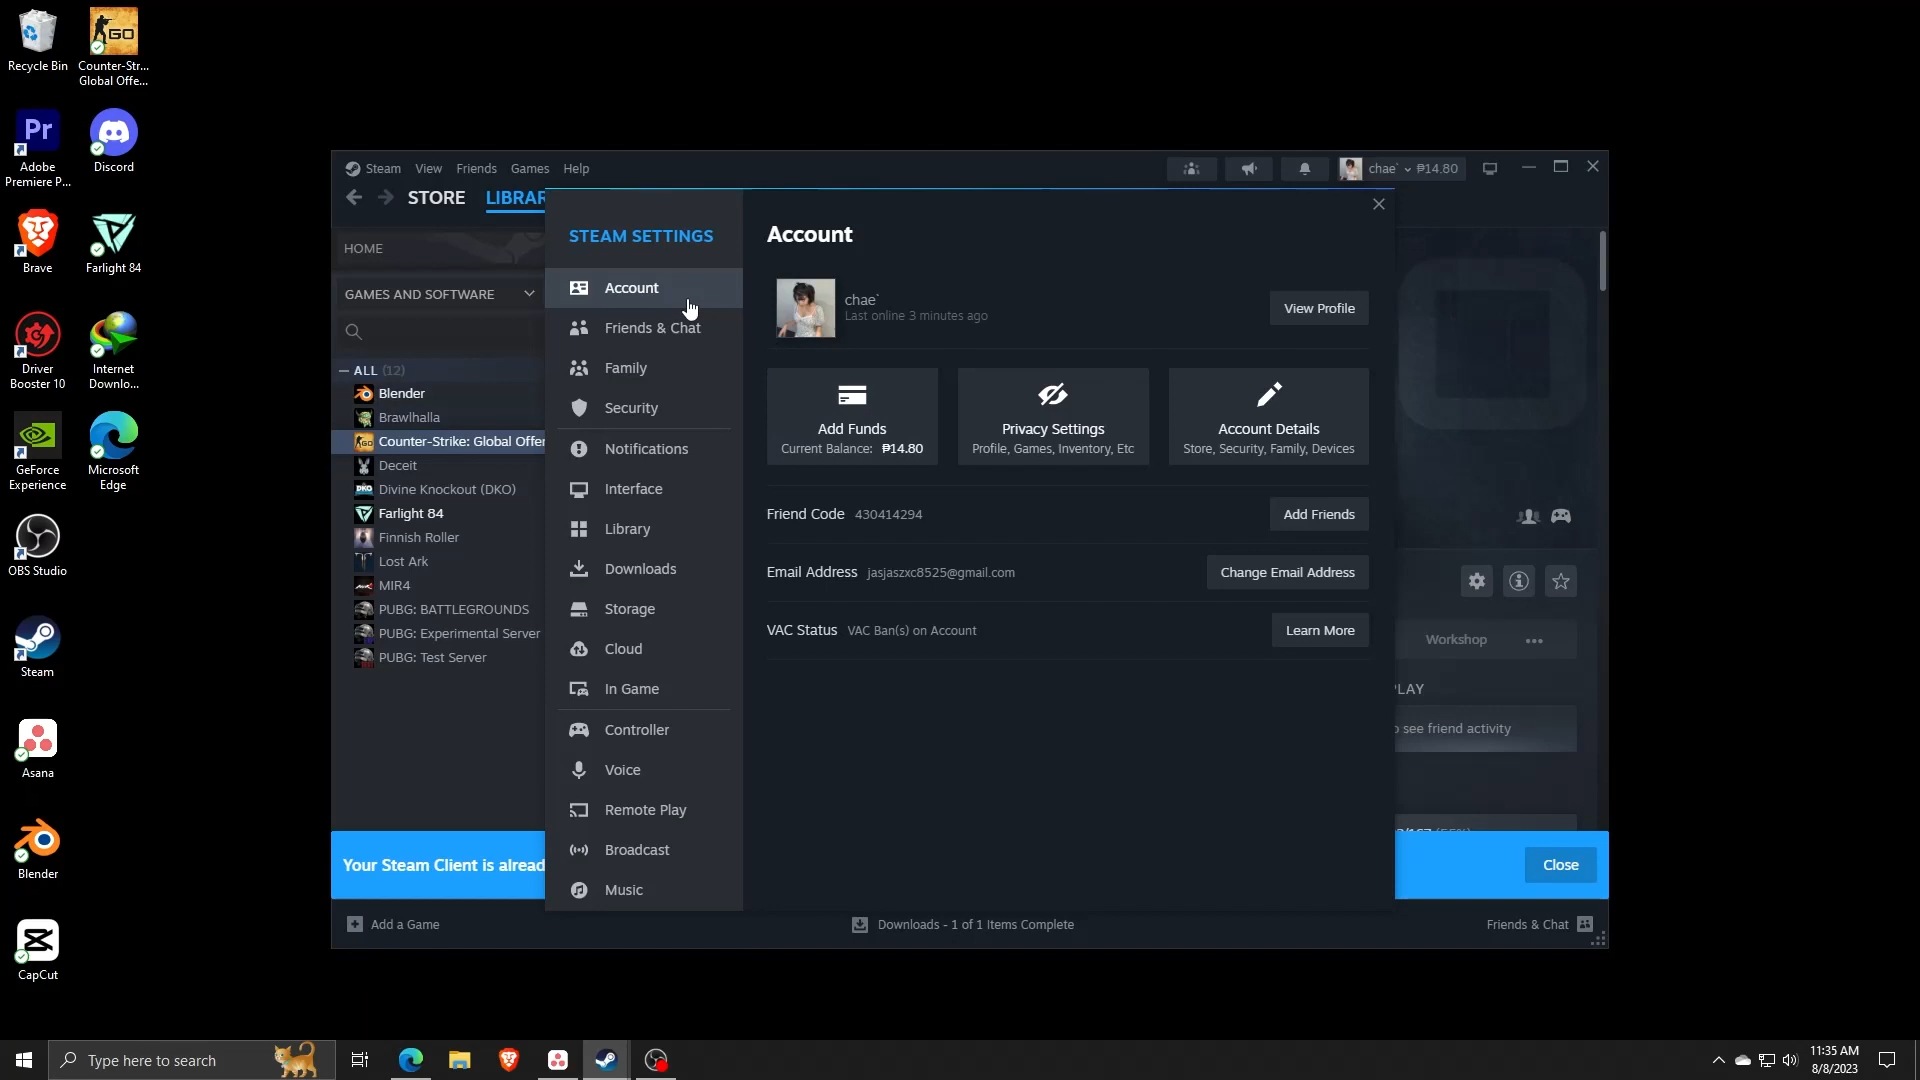 Recycle Bin
Counter-Str...
Global Offe...
GO
Pr
Adobe
Premiere P...
Discord
Brave
Farlight 84
Driver
Booster 10
Internet
Downlo...
GeForce
Experience
Microsoft
Edge
OBS Studio
Steam
Asana
Blender
CapCut
Steam View Friends Games Help
chae` ₱14.80
STORE LIBRAR
HOME
GAMES AND SOFTWARE
ALL (12)
Blender
Brawlhalla
Counter-Strike: Global Offen
Deceit
Divine Knockout (DKO)
Farlight 84
Finnish Roller
Lost Ark
MIR4
PUBG: BATTLEGROUNDS
PUBG: Experimental Server
PUBG: Test Server
STEAM SETTINGS
Account
Friends & Chat
Family
Security
Notifications
Interface
Library
Downloads
Storage
Cloud
In Game
Controller
Voice
Remote Play
Broadcast
Music
Account
chae`
Last online 3 minutes ago
View Profile
Add Funds
Current Balance: ₱14.80
Privacy Settings
Profile, Games, Inventory, Etc
Account Details
Store, Security, Family, Devices
Friend Code 430414294
Add Friends
Email Address jasjaszxc8525@gmail.com
Change Email Address
VAC Status VAC Ban(s) on Account
Learn More
Workshop
PLAY
o see friend activity
Your Steam Client is alread
Close
Add a Game
Downloads - 1 of 1 Items Complete
Friends & Chat
Type here to search
11:35 AM
8/8/2023